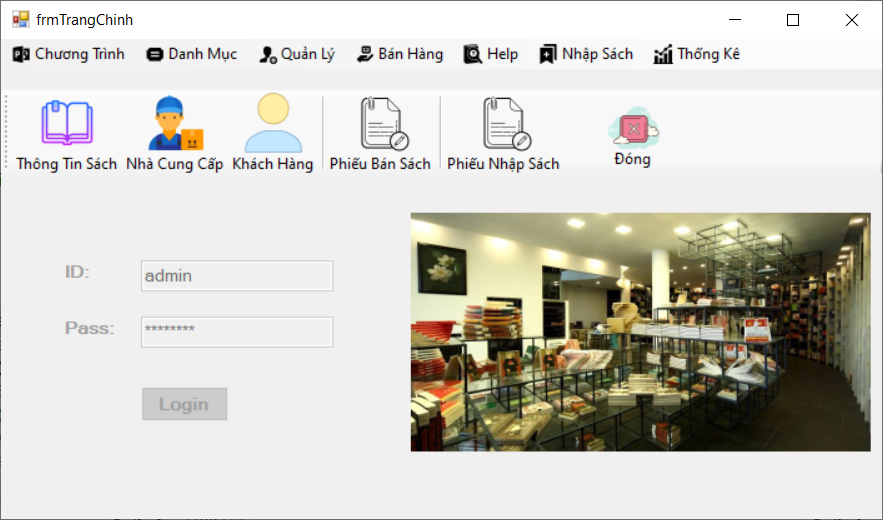 frmTrangChinh
Chương Trình Danh Mục Quản Lý Bán Hàng Help Nhập Sách Thống Kê
Thông Tin Sách Nhà Cung Cấp Khách Hàng Phiếu Bán Sách Phiếu Nhập Sách Đóng
ID: admin
Pass: ********
Login